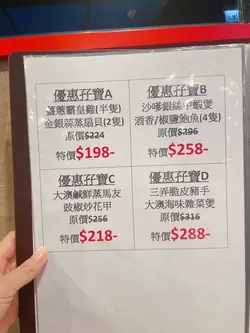 優惠孖寶A
薑蔥霸皇雞(半隻)
金銀蒜蒸扇貝(2隻)
原價$224
特價$198-
優惠孖寶B
沙嗲銀絲中蝦煲
酒香/椒鹽鮑魚(4隻)
原價$296
特價$258-
優惠孖寶C
大澳鹹鮮蒸馬友
豉椒炒花甲
原價$256
特價$218-
優惠孖寶D
三弄脆皮豬手
大澳海味雜菜煲
原價$316
特價$288-